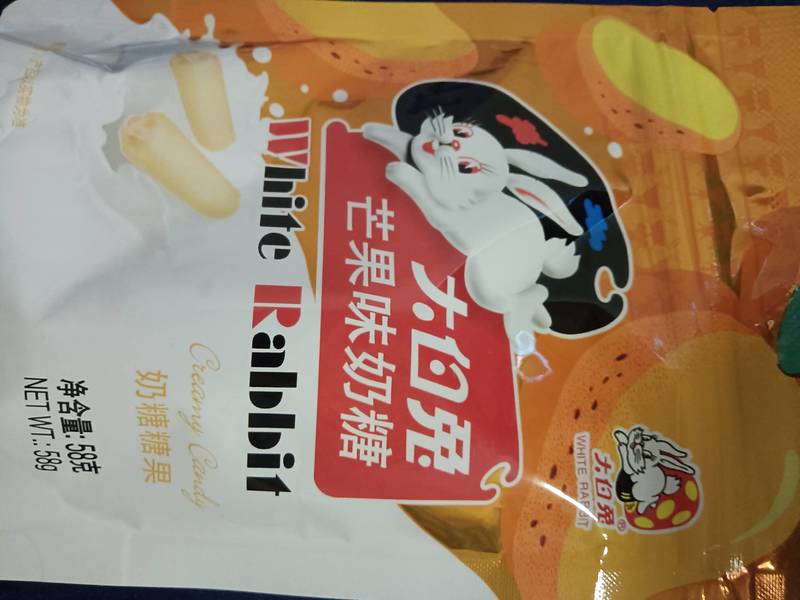 大白兔®
WHITE RABBIT
大白兔
芒果味奶糖
White Rabbit
Creamy Candy
奶糖糖果
净含量:58克
NET WT.:58g